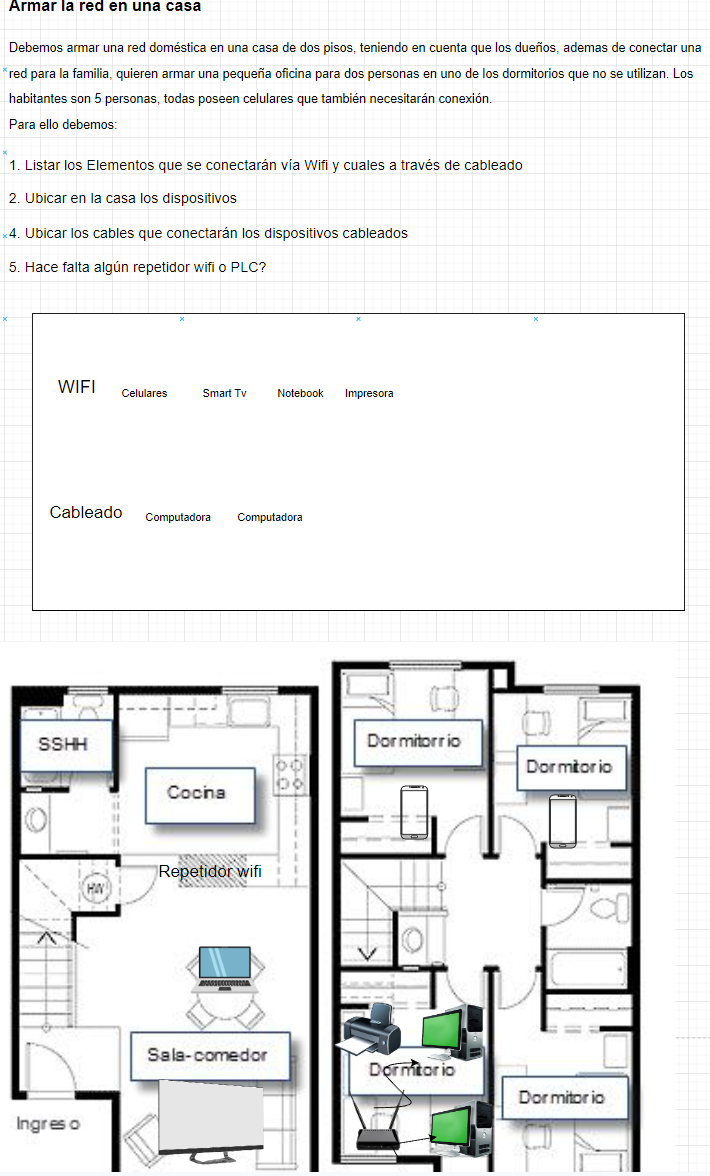 Armar la red en una casa
Debemos armar una red doméstica en una casa de dos pisos, teniendo en cuenta que los dueños, ademas de conectar una
red para la familia, quieren armar una pequeña oficina para dos personas en uno de los dormitorios que no se utilizan. Los
habitantes son 5 personas, todas poseen celulares que también necesitarán conexión.
Para ello debemos:
1. Listar los Elementos que se conectarán vía Wifi y cuales a través de cableado
2. Ubicar en la casa los dispositivos
4. Ubicar los cables que conectarán los dispositivos cableados
5. Hace falta algún repetidor wifi o PLC?
WIFI Celulares Smart Tv Notebook Impresora
Cableado Computadora Computadora
SSHH
Cocina
Repetidor wifi
HW
Sala-comedor
Ingreso
Dormitorrio
Dormitorio
Dormitorio
Dormitorio